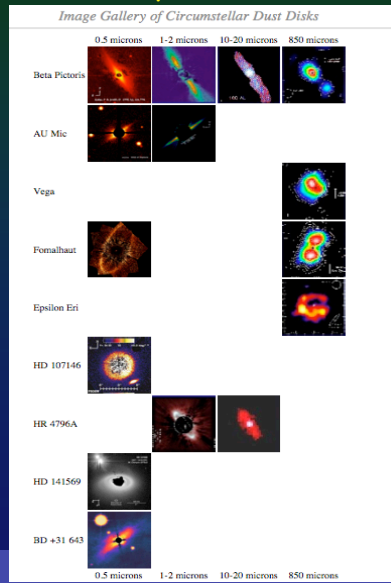 Image Gallery of Circumstellar Dust Disks
0.5 microns 1-2 microns 10-20 microns 850 microns
Beta Pictoris
AU Mic
Vega
Fomalhaut
Epsilon Eri
HD 107146
HR 4796A
HD 141569
BD +31 643
0.5 microns 1-2 microns 10-20 microns 850 microns